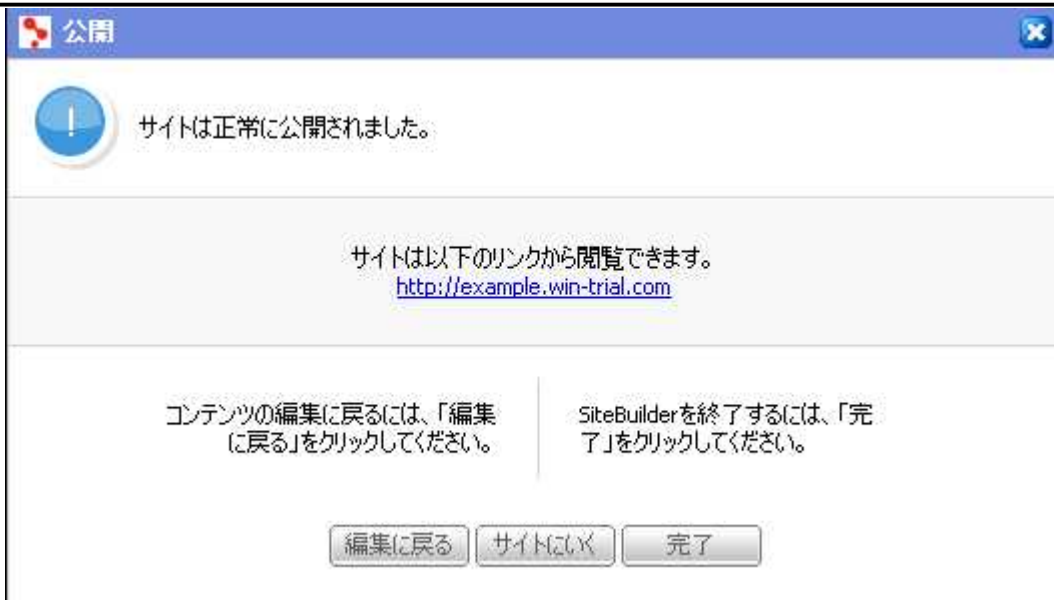 公開
サイトは正常に公開されました。
サイトは以下のリンクから閲覧できます。
http://example.win-trial.com
コンテンツの編集に戻るには、「編集
に戻る」をクリックしてください。
SiteBuilderを終了するには、「完
了」をクリックしてください。
編集に戻る
サイトにいく
完了